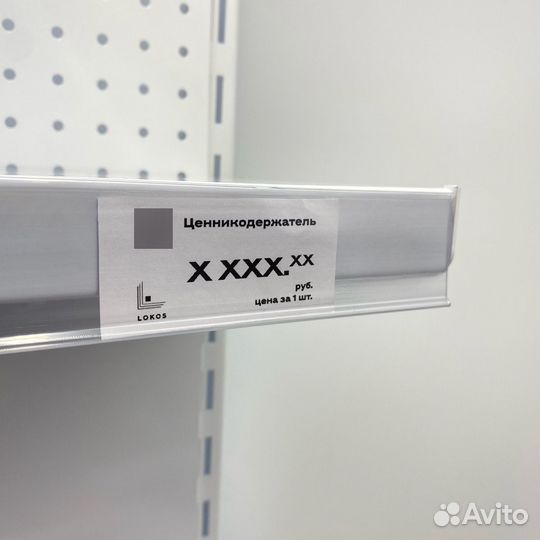 Ценникодержатель
X XXX.XX
руб.
цена за 1 шт.
LOKOS
Avito